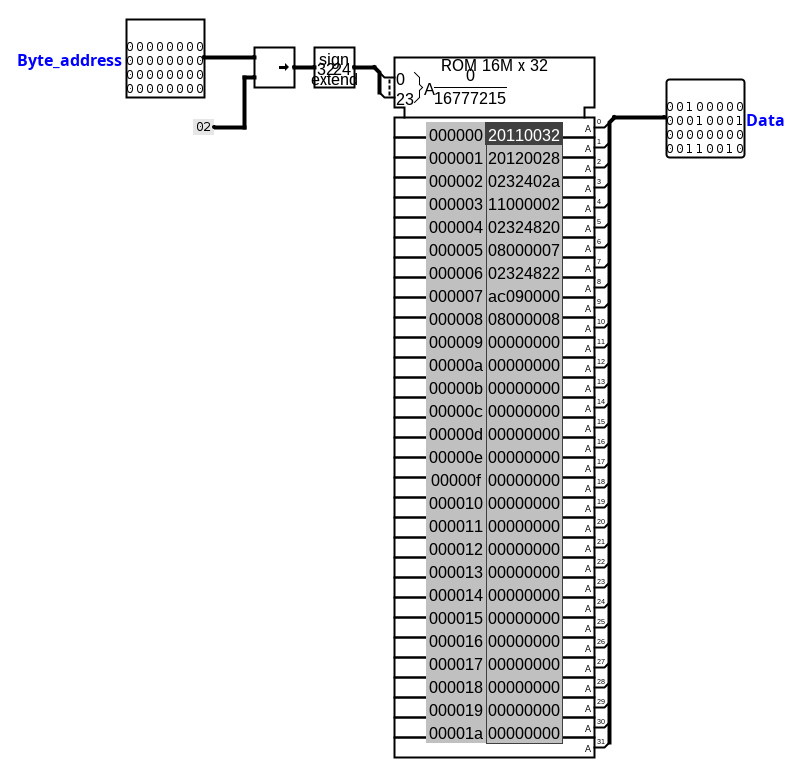 Byte_address
0 0 0 0 0 0 0 0
0 0 0 0 0 0 0 0
0 0 0 0 0 0 0 0
0 0 0 0 0 0 0 0
02
sign
32 24
extend
ROM 16M x 32
0
23
A
0
16777215
000000 20110032
000001 20120028
000002 0232402a
000003 11000002
000004 02324820
000005 08000007
000006 02324822
000007 ac090000
000008 08000008
000009 00000000
00000a 00000000
00000b 00000000
00000c 00000000
00000d 00000000
00000e 00000000
00000f 00000000
000010 00000000
000011 00000000
000012 00000000
000013 00000000
000014 00000000
000015 00000000
000016 00000000
000017 00000000
000018 00000000
000019 00000000
00001a 00000000
A 0
A 1
A 2
A 3
A 4
A 5
A 6
A 7
A 8
A 9
A 10
A 11
A 12
A 13
A 14
A 15
A 16
A 17
A 18
A 19
A 20
A 21
A 22
A 23
A 24
A 25
A 26
A 27
A 28
A 29
A 30
A 31
0 0 1 0 0 0 0 0
0 0 0 1 0 0 0 1
0 0 0 0 0 0 0 0
0 0 1 1 0 0 1 0
Data